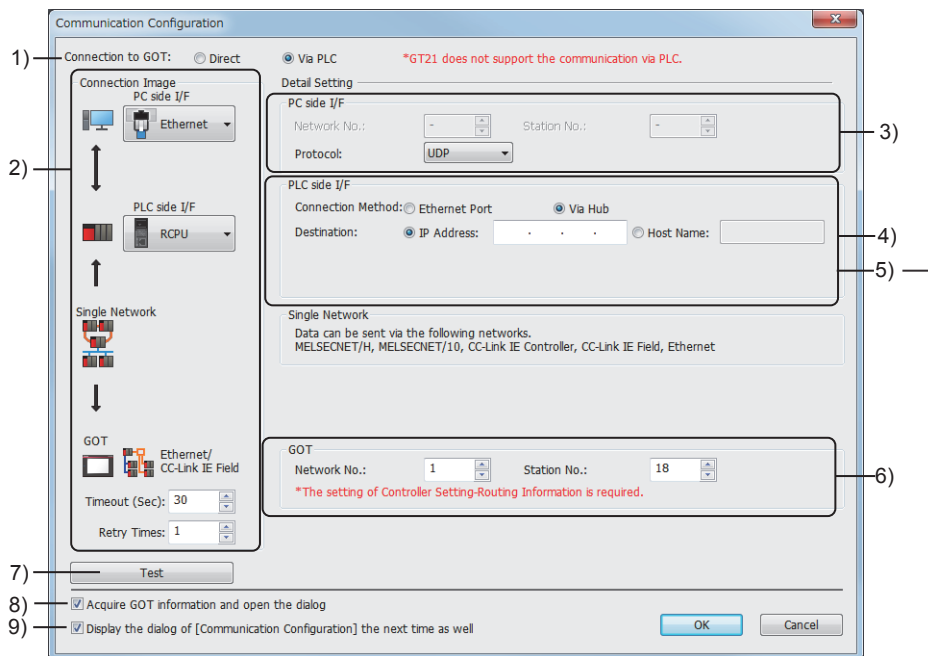 Communication Configuration
x
1) Connection to GOT: Direct Via PLC *GT21 does not support the communication via PLC.
Connection Image
Detail Setting
PC side I/F
Ethernet
2)
PC side I/F
Network No.: - Station No.: -
Protocol: UDP
3)
PLC side I/F
RCPU
PLC side I/F
Connection Method: Ethernet Port Via Hub
Destination: IP Address: . . . Host Name:
4)
5)
Single Network
Single Network
Data can be sent via the following networks.
MELSECNET/H, MELSECNET/10, CC-Link IE Controller, CC-Link IE Field, Ethernet
GOT
Ethernet/
CC-Link IE Field
GOT
Network No.: 1 Station No.: 18
*The setting of Controller Setting-Routing Information is required.
6)
Timeout (Sec): 30
Retry Times: 1
7) Test
8) Acquire GOT information and open the dialog
9) Display the dialog of [Communication Configuration] the next time as well
OK Cancel